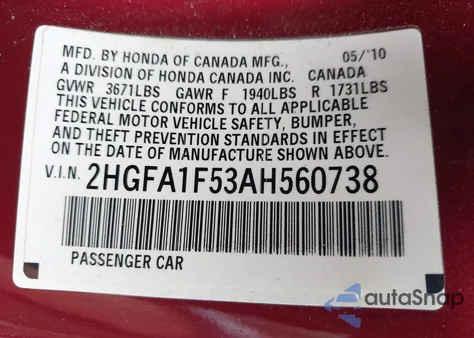 MFD. BY HONDA OF CANADA MFG., 05/'10
A DIVISION OF HONDA CANADA INC. CANADA
GVWR 3671LBS GAWR F 1940LBS R 1731LBS
THIS VEHICLE CONFORMS TO ALL APPLICABLE
FEDERAL MOTOR VEHICLE SAFETY, BUMPER,
AND THEFT PREVENTION STANDARDS IN EFFECT
ON THE DATE OF MANUFACTURE SHOWN ABOVE.
V.I.N. 2HGFA1F53AH560738
PASSENGER CAR
autaSnap